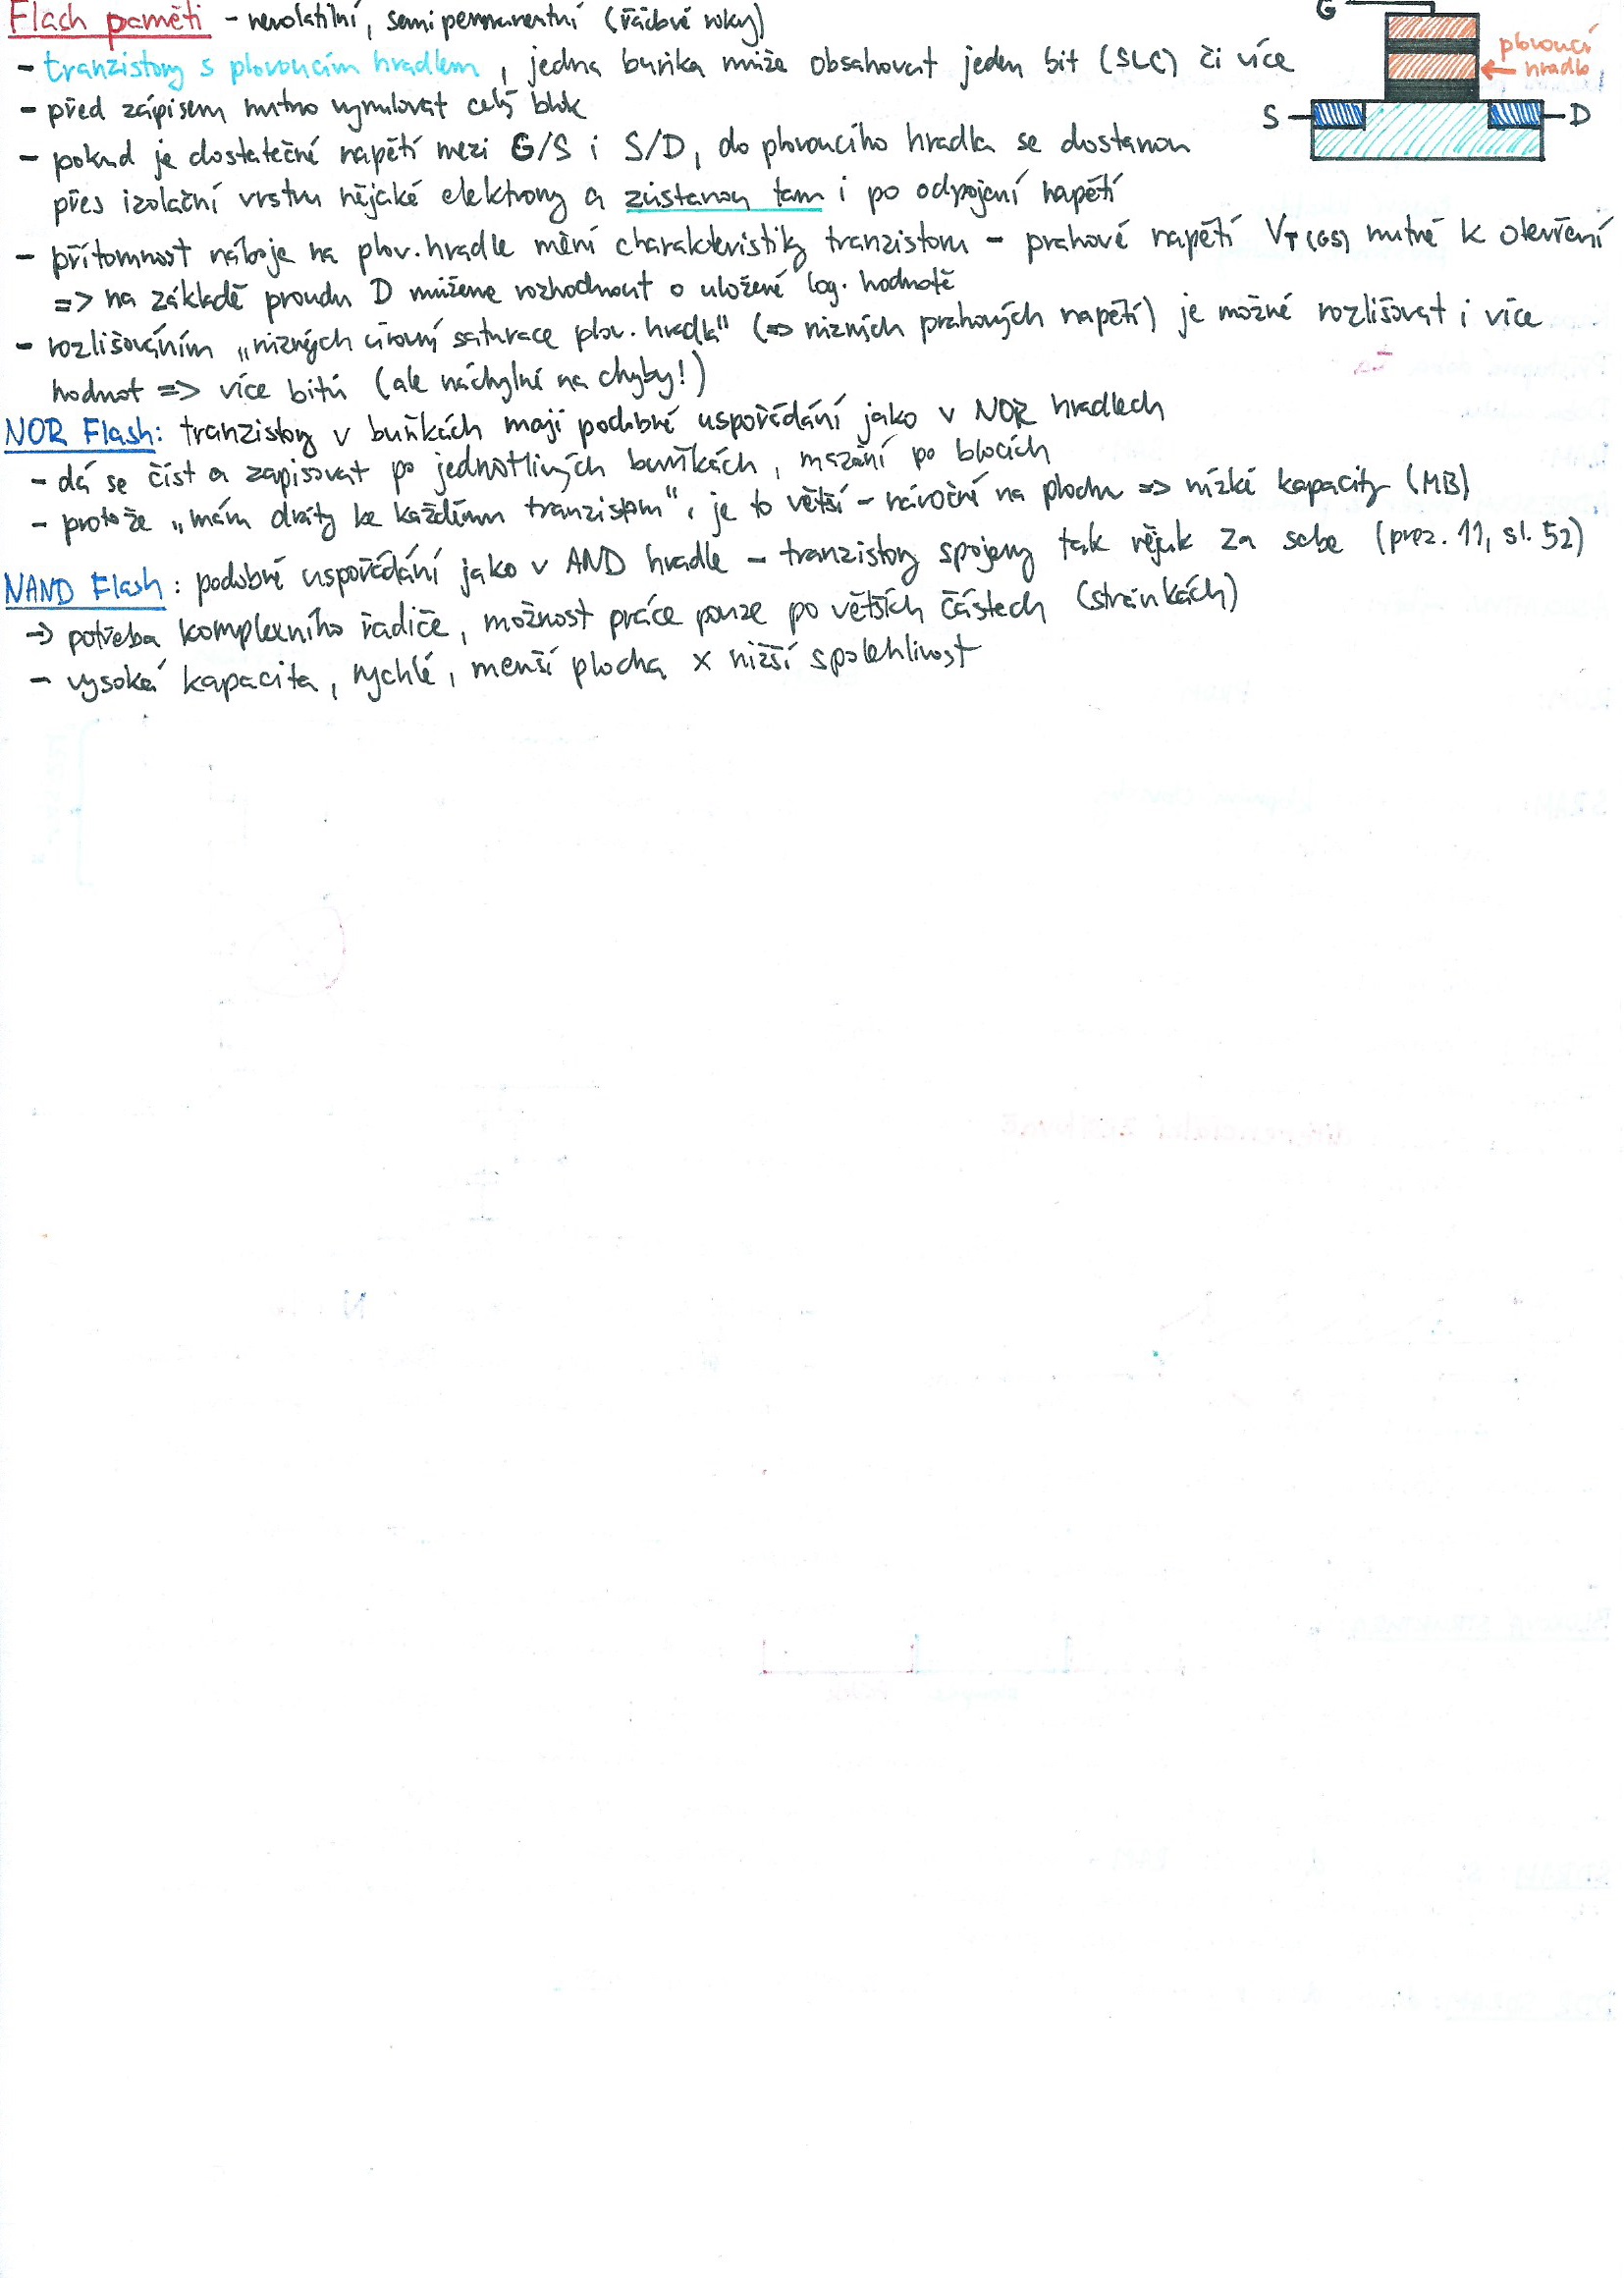 Flash paměti - nevolatilní, semipermanentní (řádově roky)
- tranzistory s plovoucím hradlem, jedna buňka může obsahovat jeden bit (SLC) či více
- před zápisem nutno vynulovat celý blok
- pokud je dostatečné napětí mezi G/S i S/D, do plovoucího hradla se dostanou
přes izolační vrstvu nějaké elektrony a zůstanou tam i po odpojení napětí
- přítomnost náboje na plov. hradle mění charakteristiky tranzistoru - prahové napětí VT(GS) nutné k otevření
=> na základě proudu D můžeme rozhodnout o uložené log. hodnotě
- rozlišováním „různých úrovní saturace plov. hradla" (=> různých prahových napětí) je možné rozlišovat i více
hodnot => více bitů (ale náchylné na chyby!)
NOR Flash: tranzistory v buňkách mají podobné uspořádání jako v NOR hradlech
- dá se číst a zapisovat po jednotlivých buňkách, mazání po blocích
- protože „mám dráty ke každému tranzistoru", je to větší - náročné na plochu => nízké kapacity (MB)
NAND Flash: podobné uspořádání jako v AND hradle - tranzistory spojeny tak nějak za sebe (prez. 11, sl. 52)
-> potřeba komplexního řadiče, možnost práce pouze po větších částech (stránkách)
- vysoká kapacita, rychlé, menší plocha x nižší spolehlivost
G
plovoucí
hradlo
S
D